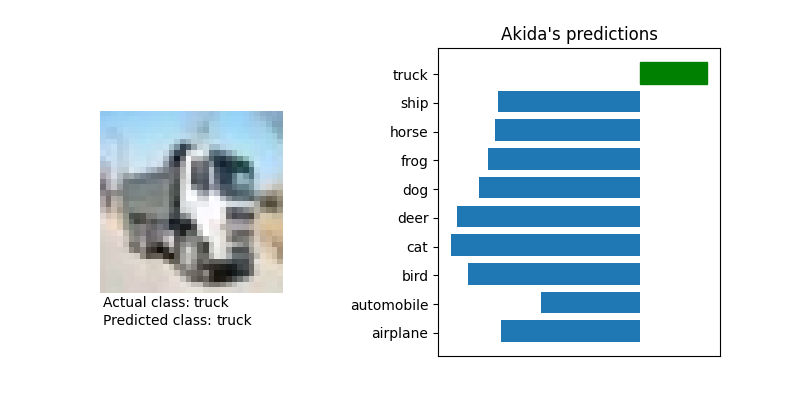 Akida's predictions
truck
ship
horse
frog
dog
deer
cat
bird
automobile
airplane
Actual class: truck
Predicted class: truck